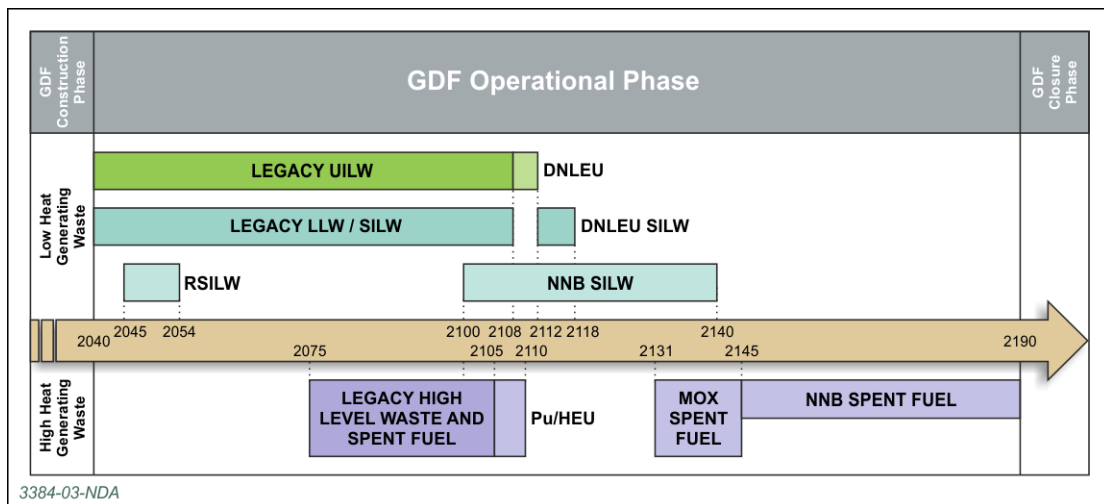 GDF
Construction
Phase
GDF Operational Phase
GDF
Closure
Phase
Low Heat
Generating
Waste
LEGACY UILW
DNLEU
LEGACY LLW / SILW
DNLEU SILW
RSILW
NNB SILW
2040
2045
2054
2100
2108
2112
2118
2140
2190
2075
2105
2110
2131
2145
High Heat
Generating
Waste
LEGACY HIGH
LEVEL WASTE AND
SPENT FUEL
Pu/HEU
MOX
SPENT
FUEL
NNB SPENT FUEL
3384-03-NDA